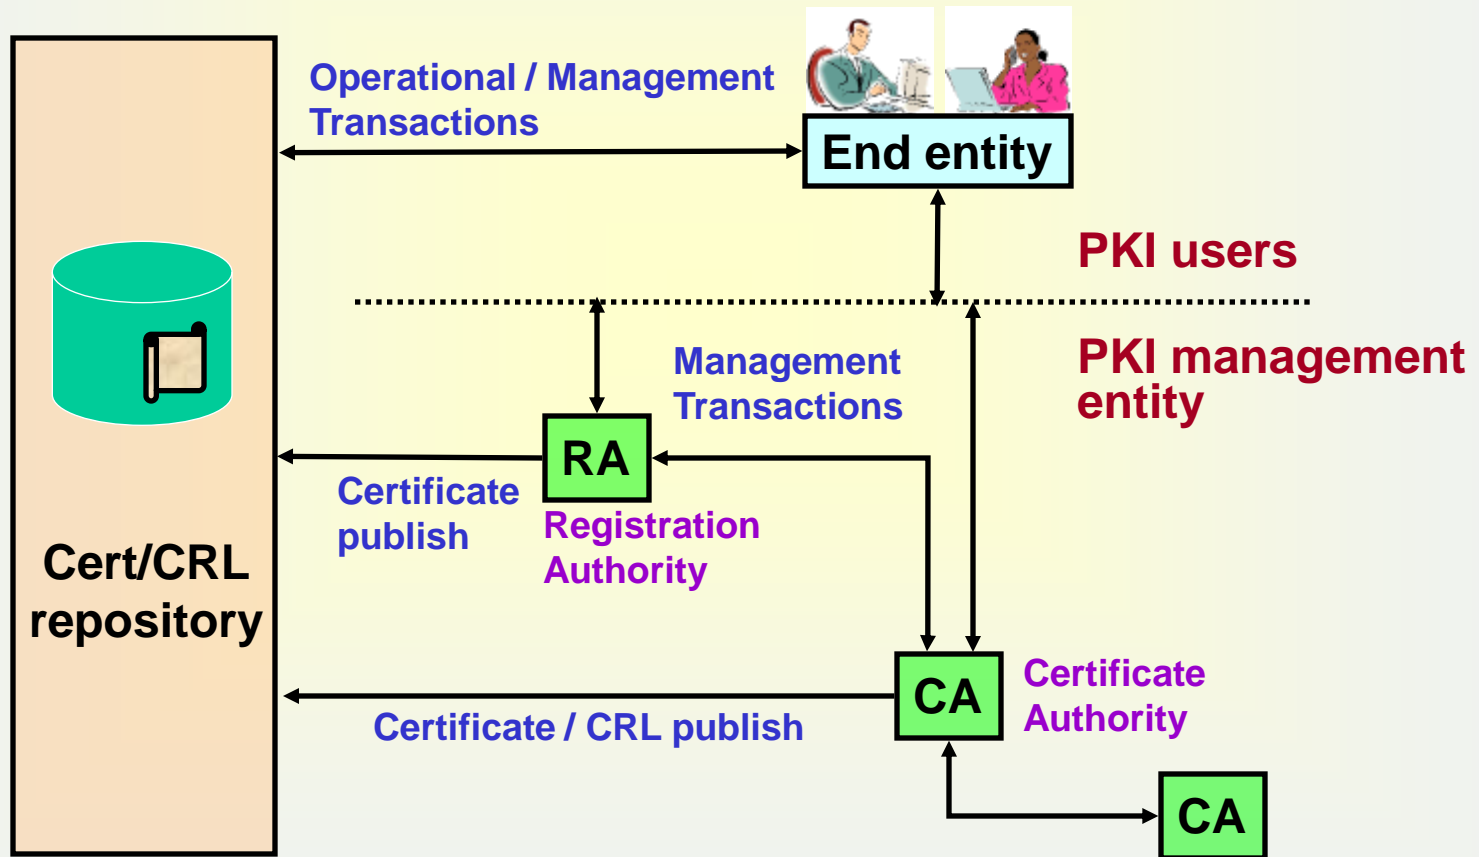 Operational / Management
Transactions
End entity
PKI users
PKI management
entity
Management
Transactions
RA
Certificate
publish
Registration
Authority
Cert/CRL
repository
CA
Certificate
Authority
Certificate / CRL publish
CA